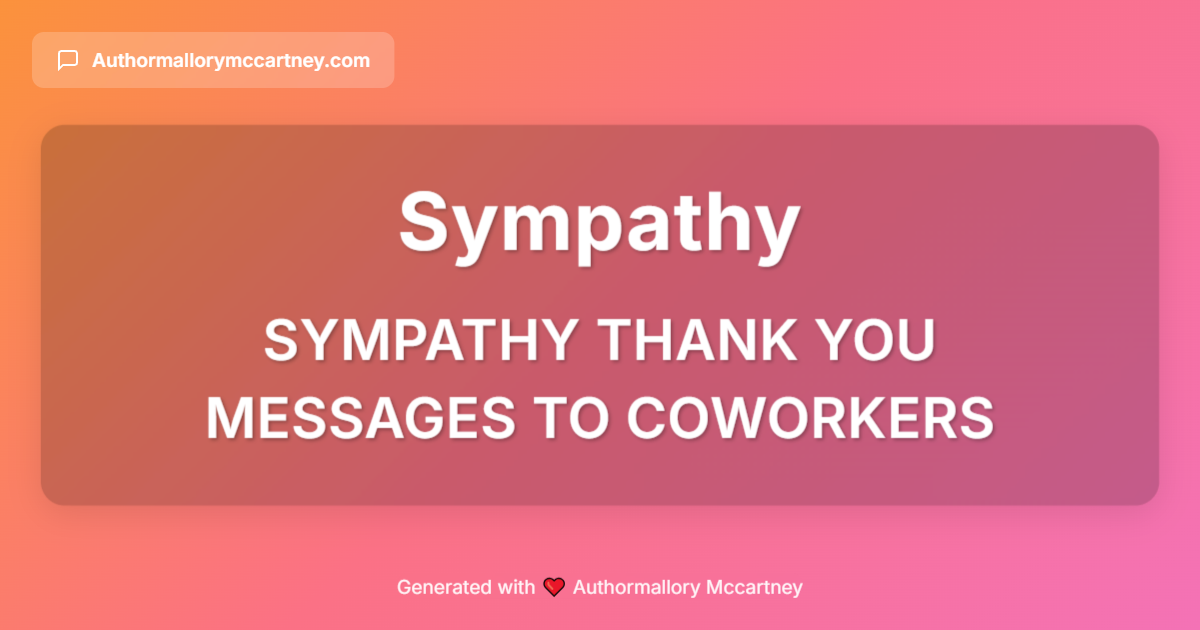 Authormallorymccartney.com
Sympathy
SYMPATHY THANK YOU
MESSAGES TO COWORKERS
Generated with ❤️ Authormallory Mccartney